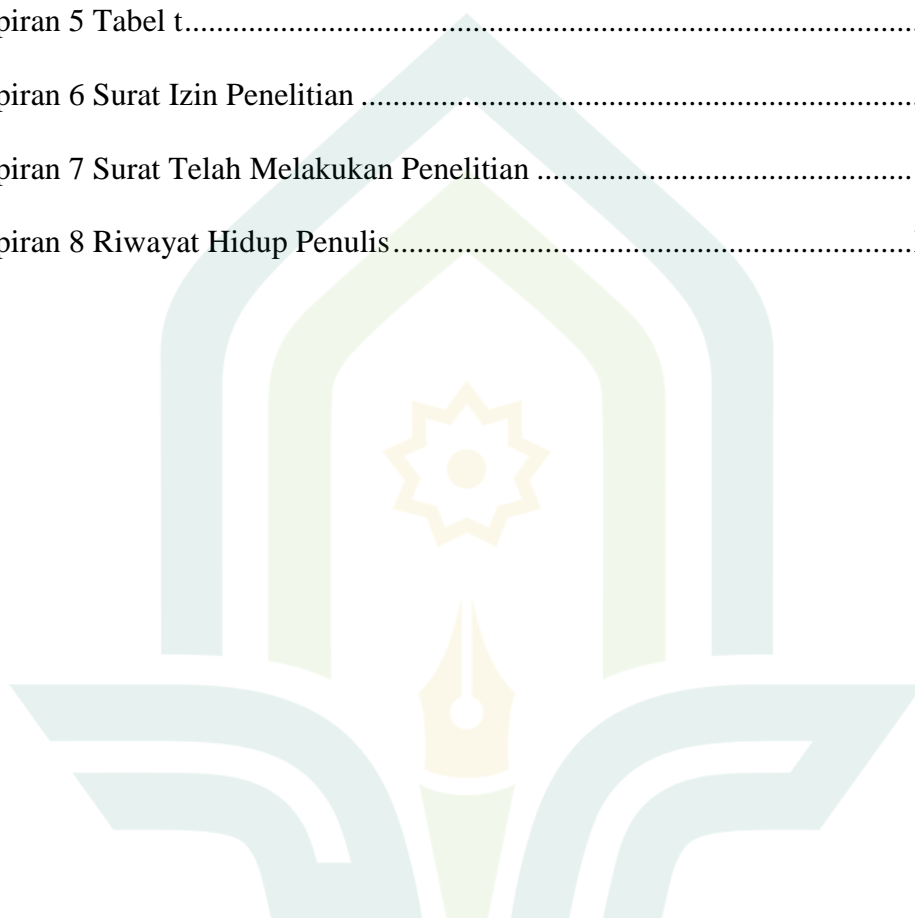 piran 5 Tabel t............................................................................................
piran 6 Surat Izin Penelitian .......................................................................
piran 7 Surat Telah Melakukan Penelitian ................................................
piran 8 Riwayat Hidup Penulis..................................................................